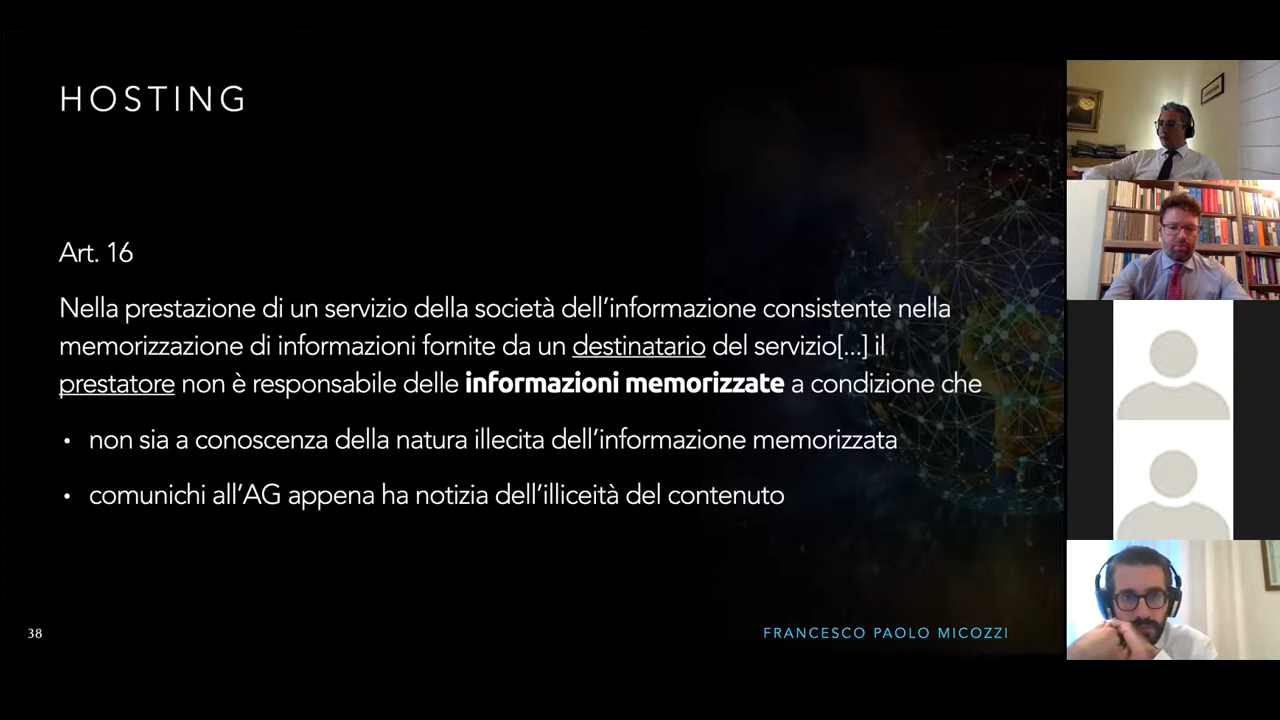 HOSTING
Art. 16
Nella prestazione di un servizio della società dell’informazione consistente nella
memorizzazione di informazioni fornite da un destinatario del servizio[...] il
prestatore non è responsabile delle informazioni memorizzate a condizione che
• non sia a conoscenza della natura illecita dell’informazione memorizzata
• comunichi all’AG appena ha notizia dell’illiceità del contenuto
38
FRANCESCO PAOLO MICOZZI